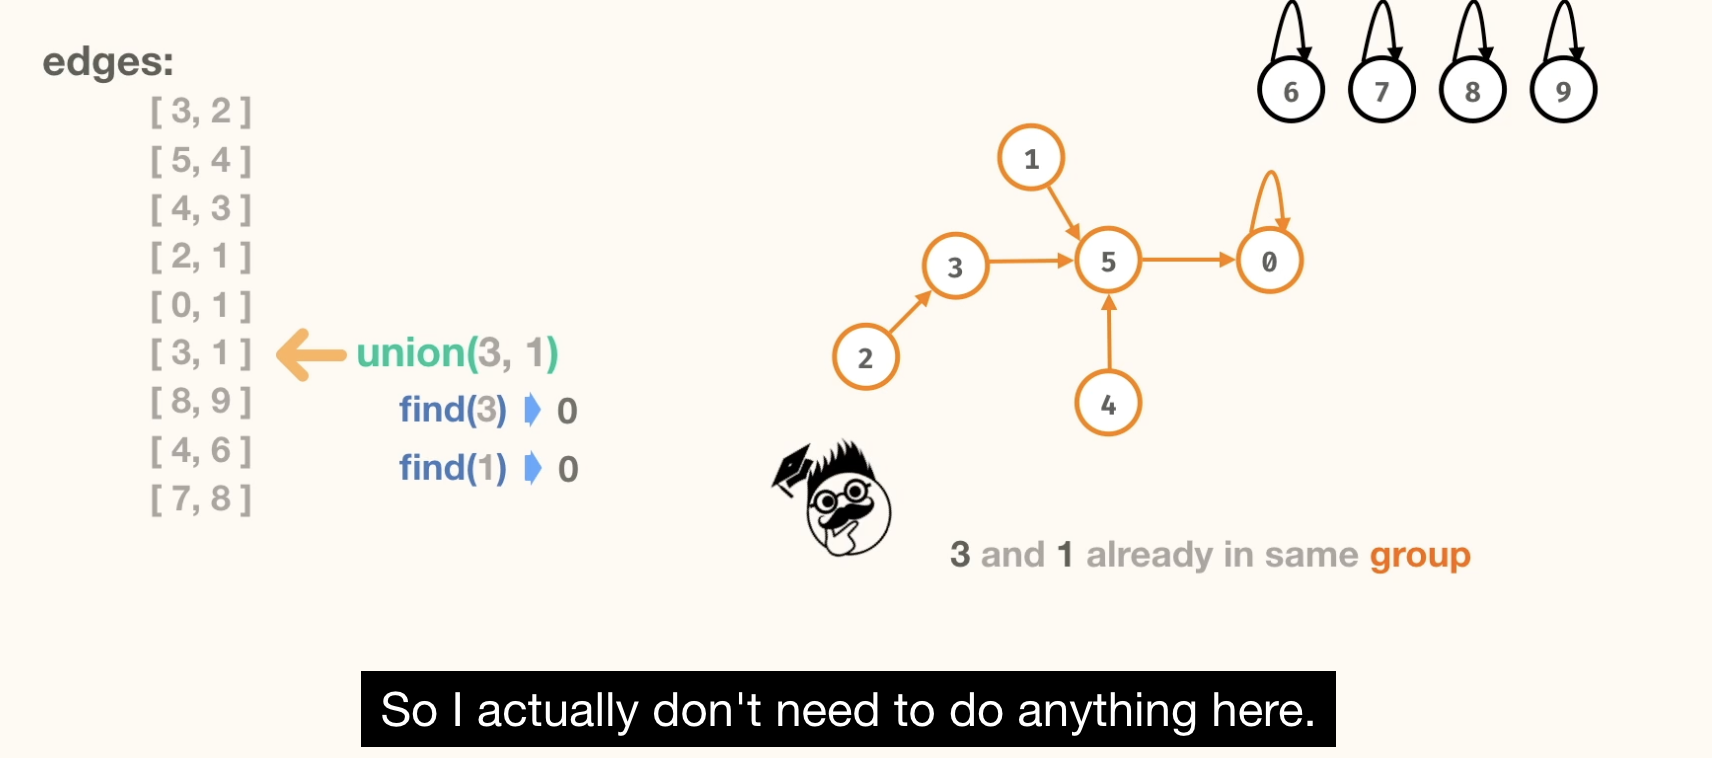 edges:
[ 3, 2 ]
[ 5, 4 ]
[ 4, 3 ]
[ 2, 1 ]
[ 0, 1 ]
[ 3, 1 ]
[ 8, 9 ]
[ 4, 6 ]
[ 7, 8 ]
union(3, 1)
find(3) 0
find(1) 0
6 7 8 9
1
3 5 0
2
4
3 and 1 already in same group
So I actually don't need to do anything here.